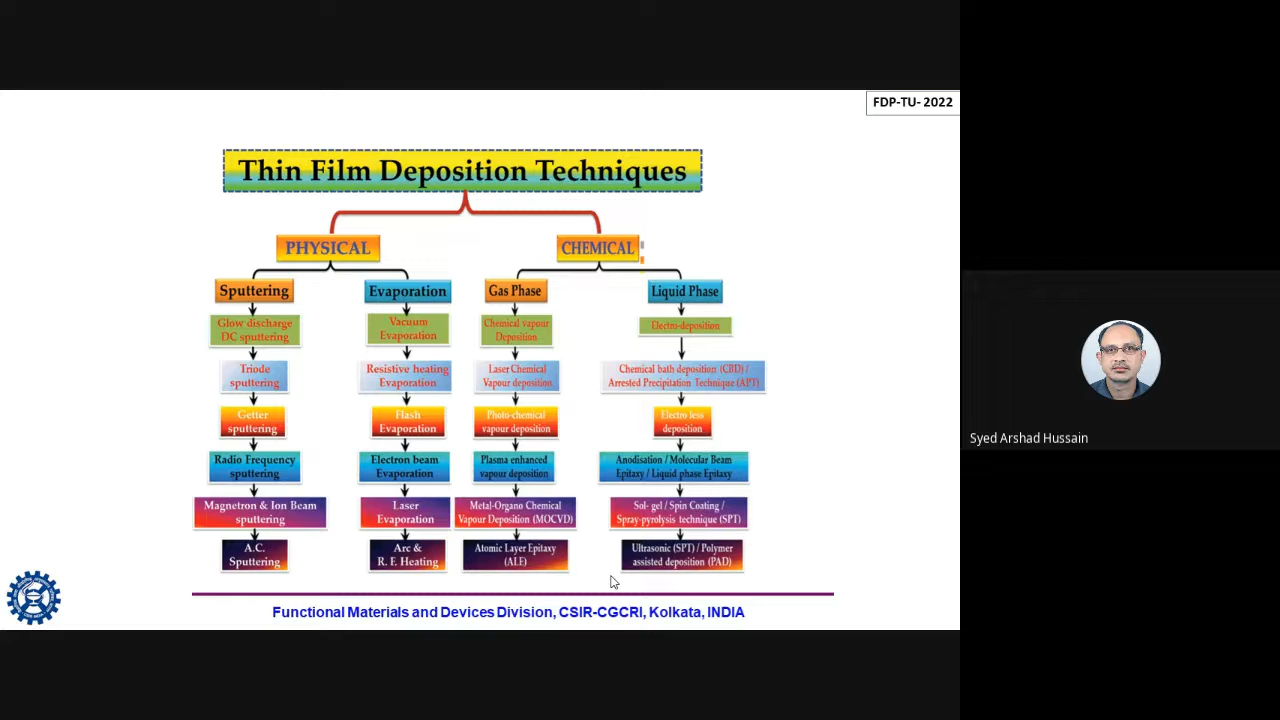 FDP-TU- 2022
Thin Film Deposition Techniques
PHYSICAL
CHEMICAL
Sputtering
Evaporation
Gas Phase
Liquid Phase
Glow discharge
DC sputtering
Vacuum
Evaporation
Chemical vapour
Deposition
Electro-deposition
Triode
sputtering
Resistive heating
Evaporation
Laser Chemical
Vapour deposition
Chemical bath deposition (CBD) /
Arrested Precipitation Technique (APT)
Getter
sputtering
Flash
Evaporation
Photo-chemical
vapour deposition
Electro less
deposition
Radio Frequency
sputtering
Electron beam
Evaporation
Plasma enhanced
vapour deposition
Anodisation / Molecular Beam
Epitaxy / Liquid phase Epitaxy
Magnetron & Ion Beam
sputtering
Laser
Evaporation
Metal-Organo Chemical
Vapour Deposition (MOCVD)
Sol- gel / Spin Coating /
Spray-pyrolysis technique (SPT)
A.C.
Sputtering
Arc &
R. F. Heating
Atomic Layer Epitaxy
(ALE)
Ultrasonic (SPT) / Polymer
assisted deposition (PAD)
Functional Materials and Devices Division, CSIR-CGCRI, Kolkata, INDIA
Syed Arshad Hussain